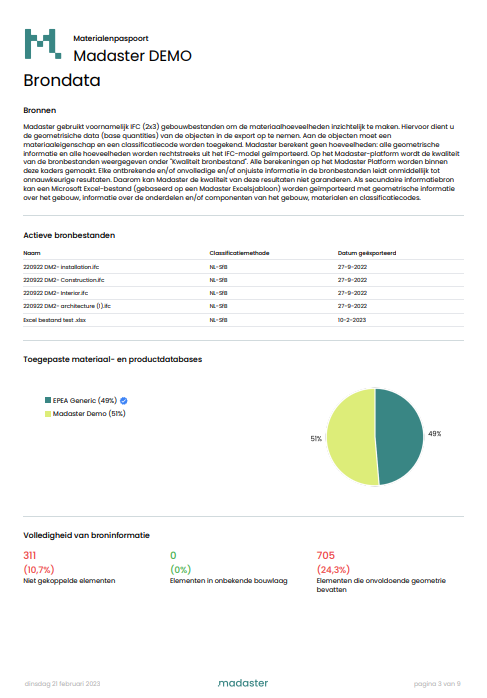 Materialenpaspoort
Madaster DEMO
Brondata
Bronnen
Madaster gebruikt voornamelijk IFC (2x3) gebouwbestanden om de materiaalhoeveelheden inzichtelijk te maken. Hiervoor dient u
de geometrisiche data (base quantities) van de objecten in de export op te nemen. Aan de objecten moet een
materiaaleigenschap en een classificatiecode worden toegekend. Madaster berekent geen hoeveelheden: alle geometrische
informatie en alle hoeveelheden worden rechtstreeks uit het IFC-model geïmporteerd. Op het Madaster-platform wordt de kwaliteit
van de bronbestanden weergegeven onder "Kwaliteit bronbestand". Alle berekeningen op het Madaster Platform worden binnen
deze kaders gemaakt. Elke ontbrekende en/of onvolledige en/of onjuiste informatie in de bronbestanden leidt onmiddellijk tot
onnauwkeurige resultaten. Daarom kan Madaster de kwaliteit van deze resultaten niet garanderen. Als secundaire informatiebron
kan een Microsoft Excel-bestand (gebaseerd op een Madaster Excelsjabloon) worden geïmporteerd met geometrische informatie
over het gebouw, informatie over de onderdelen en/of componenten van het gebouw, materialen en classificatiecodes.
Actieve bronbestanden
Naam Classificatiemethode Datum geëxporteerd
220922 DM2- Installation.ifc NL-SfB 27-9-2022
220922 DM2- Construction.ifc NL-SfB 27-9-2022
220922 DM2- Interior.ifc NL-SfB 27-9-2022
220922 DM2- architecture (1).ifc NL-SfB 27-9-2022
Excel bestand test .xlsx NL-SfB 10-2-2023
Toegepaste materiaal- en productdatabases
EPEA Generic (49%)
Madaster Demo (51%)
51%
49%
Volledigheid van broninformatie
311 0 705
(10,7%) (0%) (24,3%)
Niet gekoppelde elementen Elementen in onbekende bouwlaag Elementen die onvoldoende geometrie
bevatten
dinsdag 21 februari 2023 madaster pagina 3 van 9